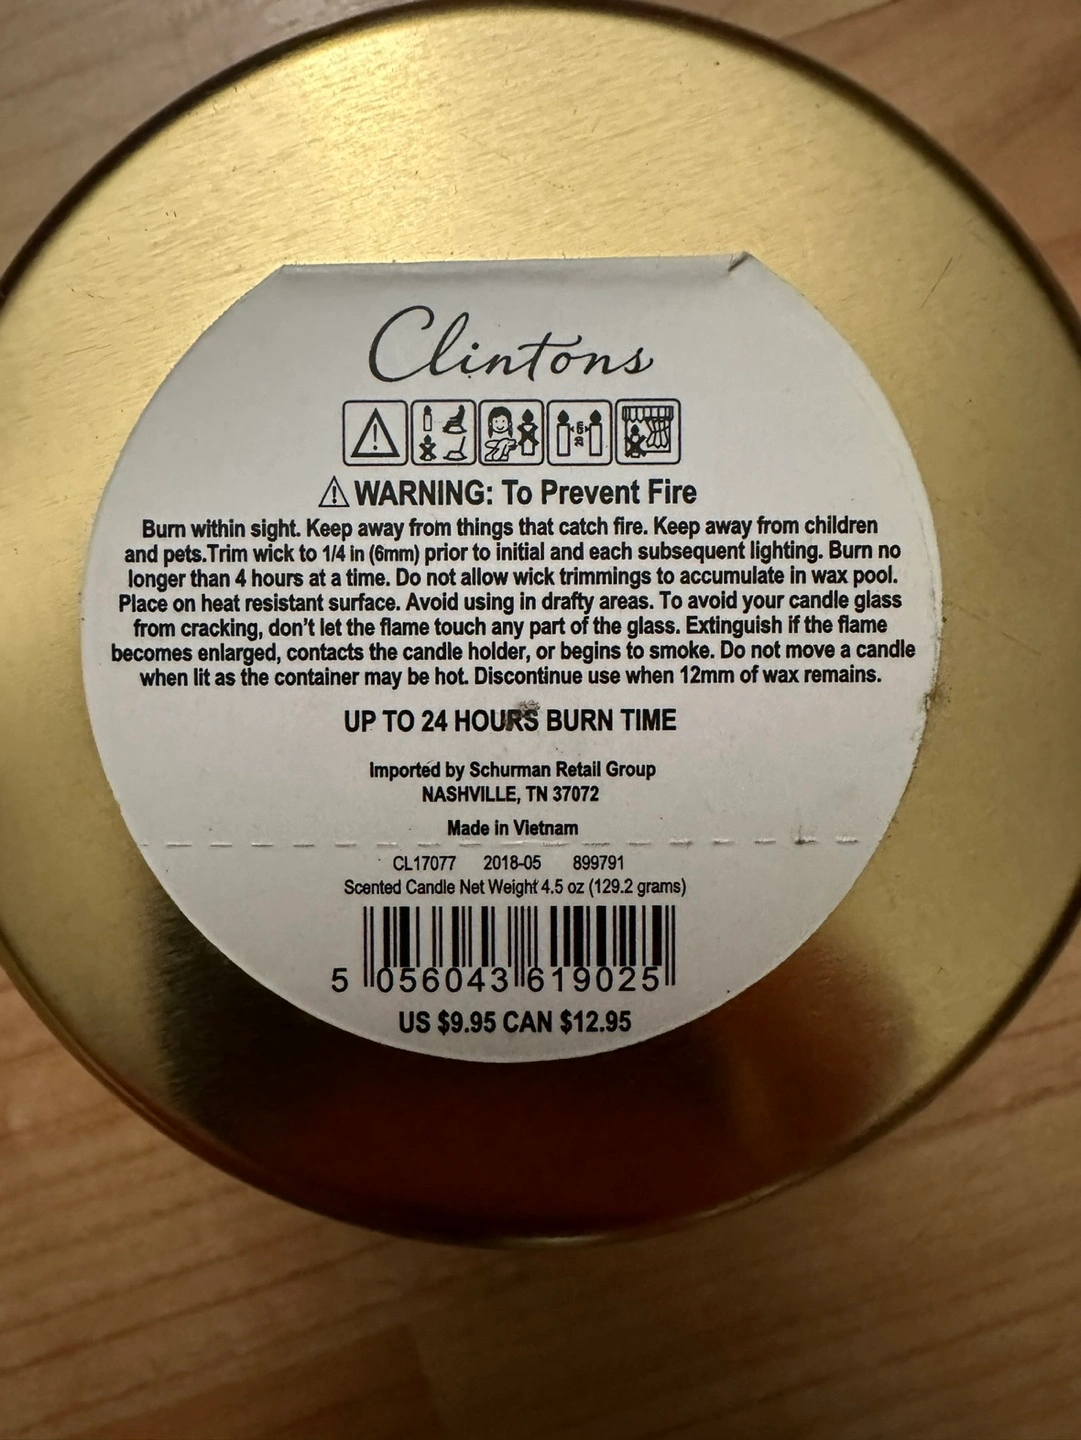 Clintons
20 cm
⚠ WARNING: To Prevent Fire
Burn within sight. Keep away from things that catch fire. Keep away from children
and pets.Trim wick to 1/4 in (6mm) prior to initial and each subsequent lighting. Burn no
longer than 4 hours at a time. Do not allow wick trimmings to accumulate in wax pool.
Place on heat resistant surface. Avoid using in drafty areas. To avoid your candle glass
from cracking, don't let the flame touch any part of the glass. Extinguish if the flame
becomes enlarged, contacts the candle holder, or begins to smoke. Do not move a candle
when lit as the container may be hot. Discontinue use when 12mm of wax remains.
UP TO 24 HOURS BURN TIME
Imported by Schurman Retail Group
NASHVILLE, TN 37072
Made in Vietnam
CL17077 2018-05 899791
Scented Candle Net Weight 4.5 oz (129.2 grams)
5 056043 619025
US $9.95 CAN $12.95